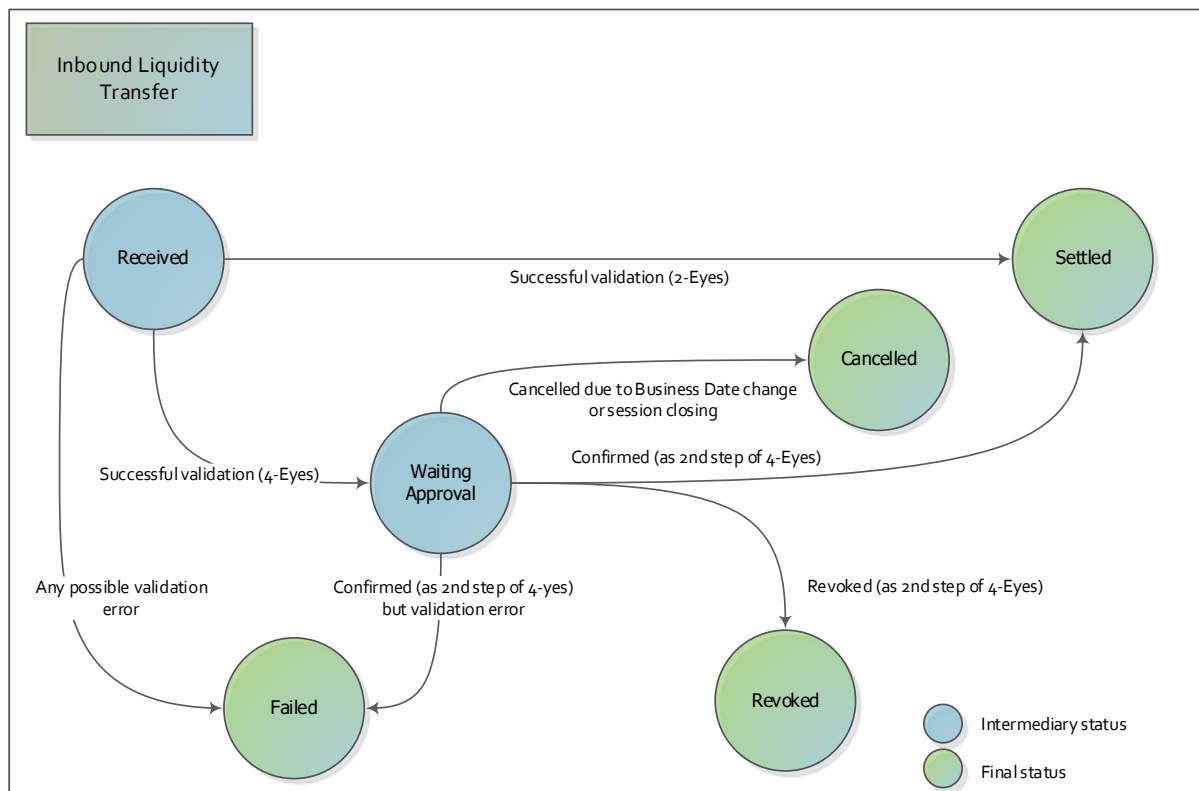 Inbound Liquidity
Transfer
Received
Settled
Successful validation (2-Eyes)
Cancelled
Cancelled due to Business Date change
or session closing
Confirmed (as 2nd step of 4-Eyes)
Successful validation (4-Eyes)
Waiting
Approval
Any possible validation
error
Confirmed (as 2nd step of 4-yes)
but validation error
Revoked (as 2nd step of 4-Eyes)
Failed
Revoked
Intermediary status
Final status